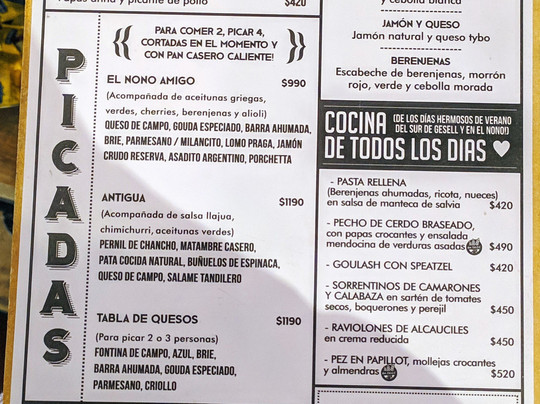 Papas anna y picante de pollo $420
PICADAS
PARA COMER 2, PICAR 4,
CORTADAS EN EL MOMENTO Y
CON PAN CASERO CALIENTE!
EL NONO AMIGO $990
(Acompañada de aceitunas griegas,
verdes, cherries, berenjenas y alioli)
QUESO DE CAMPO, GOUDA ESPECIADO, BARRA AHUMADA,
BRIE, PARMESANO / MILANCITO, LOMO PRAGA, JAMÓN
CRUDO RESERVA, ASADITO ARGENTINO, PORCHETTA
ANTIGUA $1190
(Acompañada de salsa llajua,
chimichurri, aceitunas verdes)
PERNIL DE CHANCHO, MATAMBRE CASERO,
PATA COCIDA NATURAL, BUÑUELOS DE ESPINACA,
QUESO DE CAMPO, SALAME TANDILERO
TABLA DE QUESOS $1190
(Para picar 2 o 3 personas)
FONTINA DE CAMPO, AZUL, BRIE,
BARRA AHUMADA, GOUDA ESPECIADO,
PARMESANO, CRIOLLO
y cebolla blanca
JAMÓN Y QUESO
Jamón natural y queso tybo
BERENJENAS
Escabeche de berenjenas, morrón
rojo, verde y cebolla morada
COCINA (DE LOS DÍAS HERMOSOS DE VERANO
DEL SUR DE GESELL Y EN EL NONO!)
DE TODOS LOS DIAS
- PASTA RELLENA
(Berenjenas ahumadas, ricota, nueces)
en salsa de manteca de salvia $420
- PECHO DE CERDO BRASEADO,
con papas crocantes y ensalada
mendocina de verduras asadas $490
- GOULASH CON SPEATZEL $420
- SORRENTINOS DE CAMARONES
Y CALABAZA en sartén de tomates
secos, boquerones y perejil $450
- RAVIOLONES DE ALCAUCILES
en crema reducida $450
- PEZ EN PAPILLOT, mollejas crocantes
y almendras $520